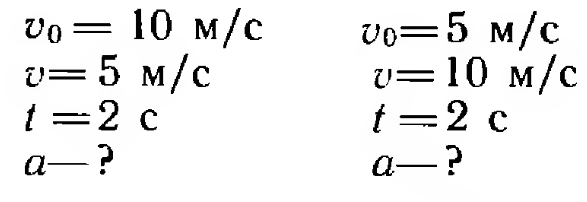 v₀ = 10 м/с
v = 5 м/с
t = 2 с
a — ?
v₀ = 5 м/с
v = 10 м/с
t = 2 с
a — ?